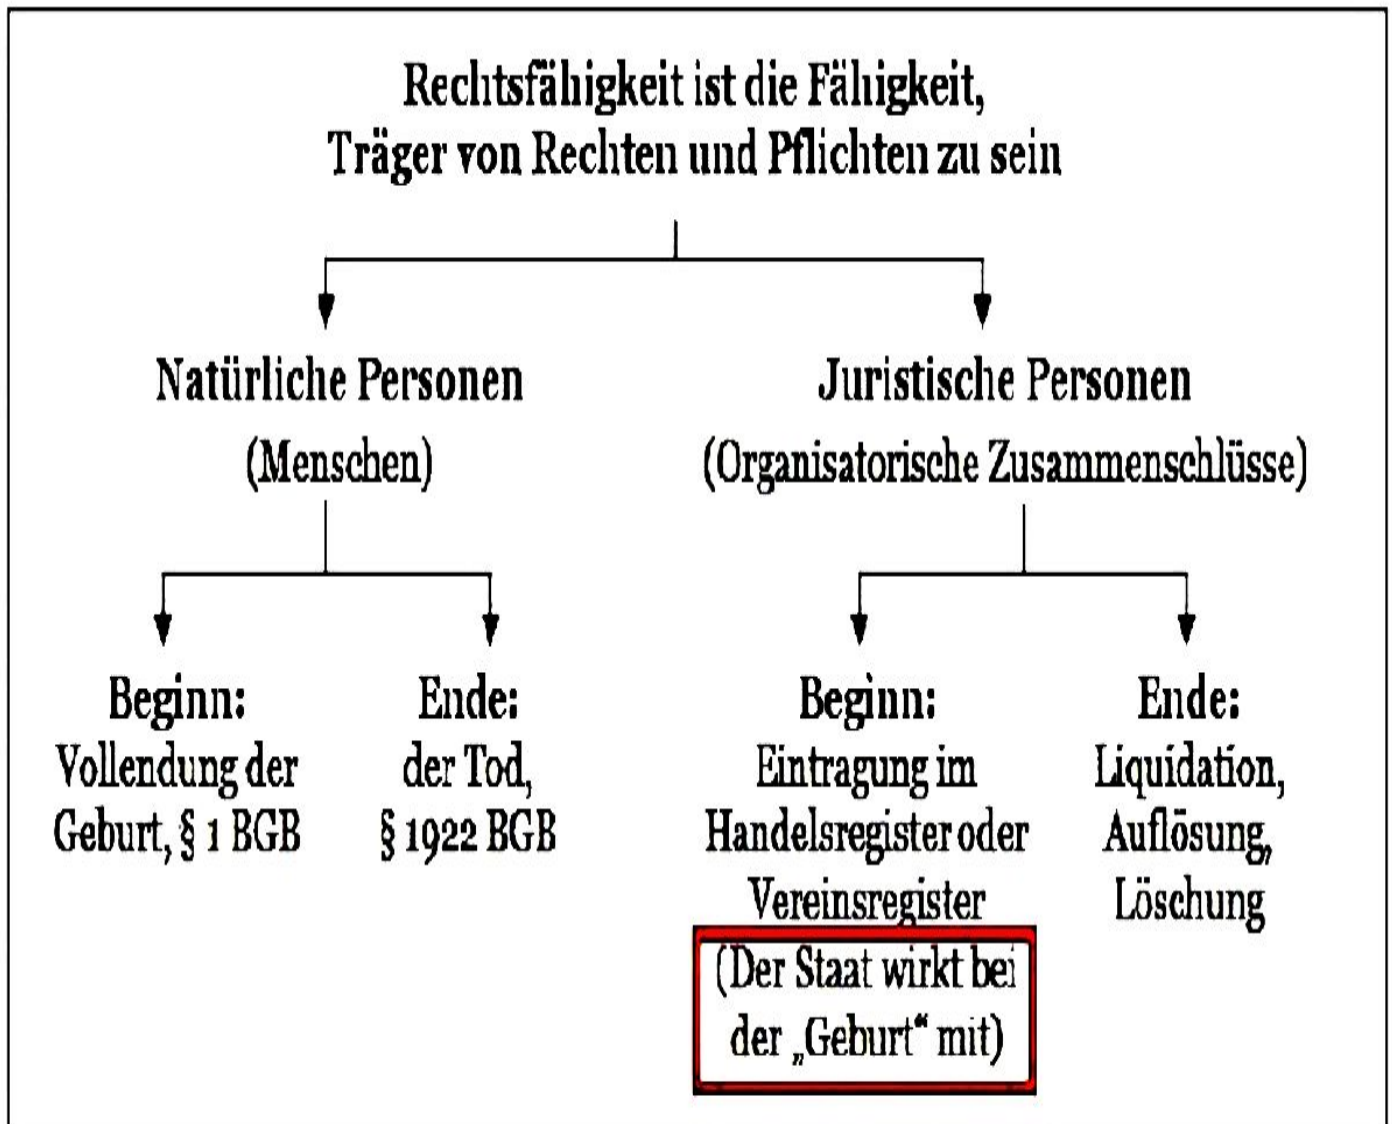 Rechtsfähigkeit ist die Fähigkeit,
Träger von Rechten und Pflichten zu sein
Natürliche Personen
(Menschen)
Juristische Personen
(Organisatorische Zusammenschlüsse)
Beginn:
Vollendung der
Geburt, § 1 BGB
Ende:
der Tod,
§ 1922 BGB
Beginn:
Eintragung im
Handelsregister oder
Vereinsregister
(Der Staat wirkt bei
der „Geburt“ mit)
Ende:
Liquidation,
Auflösung,
Löschung